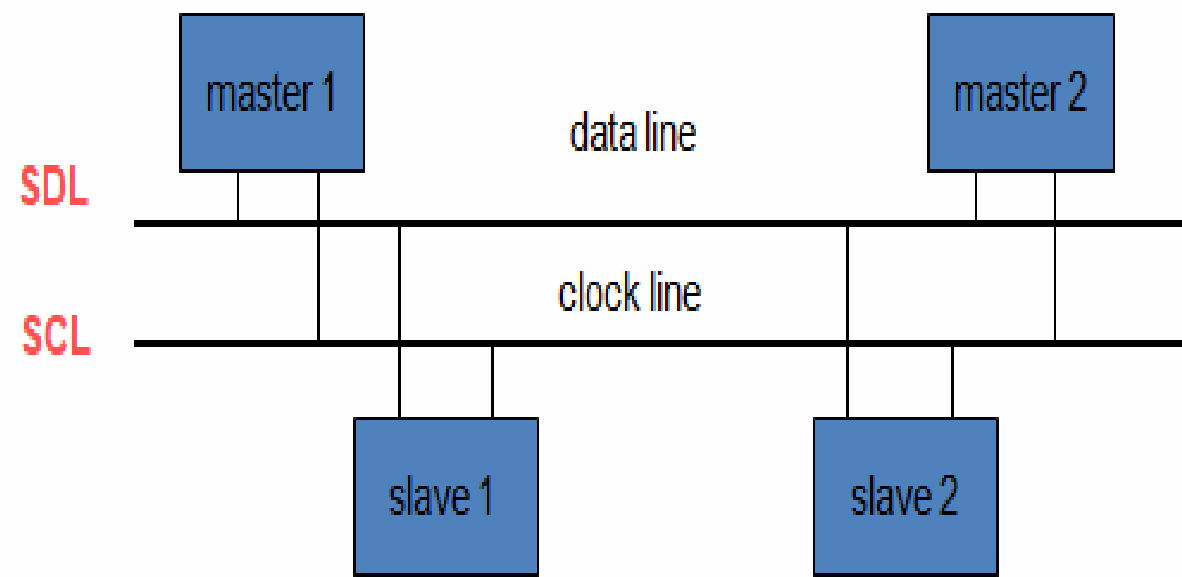 master 1
master 2
data line
SDL
clock line
SCL
slave 1
slave 2